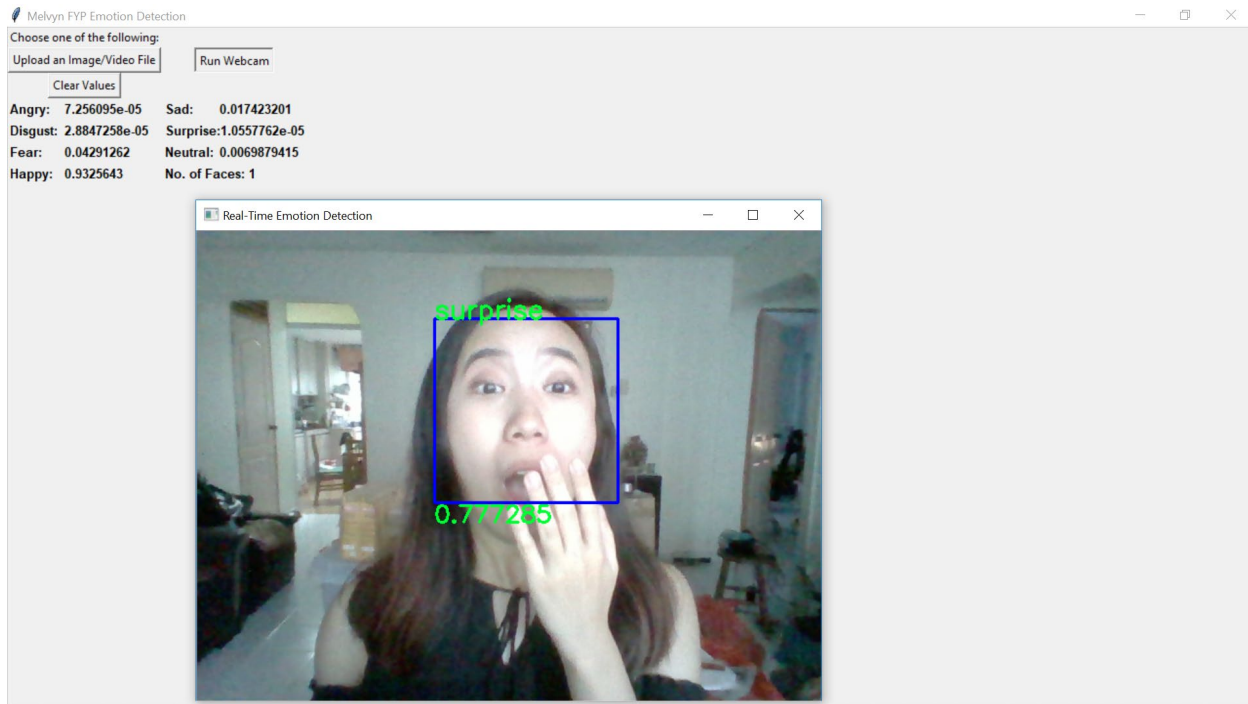 Melvyn FYP Emotion Detection
Choose one of the following:
Upload an Image/Video File Run Webcam
Clear Values
Angry: 7.256095e-05 Sad: 0.017423201
Disgust: 2.8847258e-05 Surprise:1.0557762e-05
Fear: 0.04291262 Neutral: 0.0069879415
Happy: 0.9325643 No. of Faces: 1
Real-Time Emotion Detection
surprise
0.777285